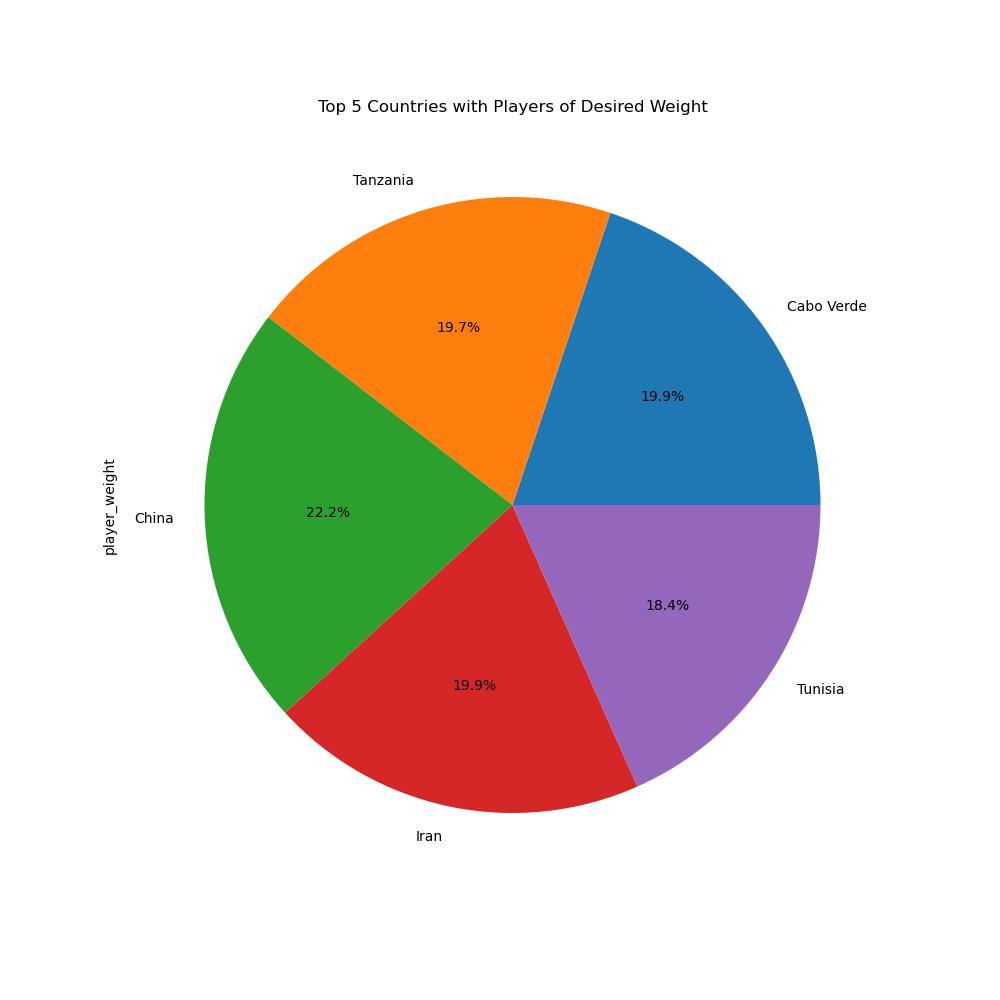 Top 5 Countries with Players of Desired Weight
Tanzania
Cabo Verde
19.7%
19.9%
player_weight
China
22.2%
18.4%
19.9%
Tunisia
Iran